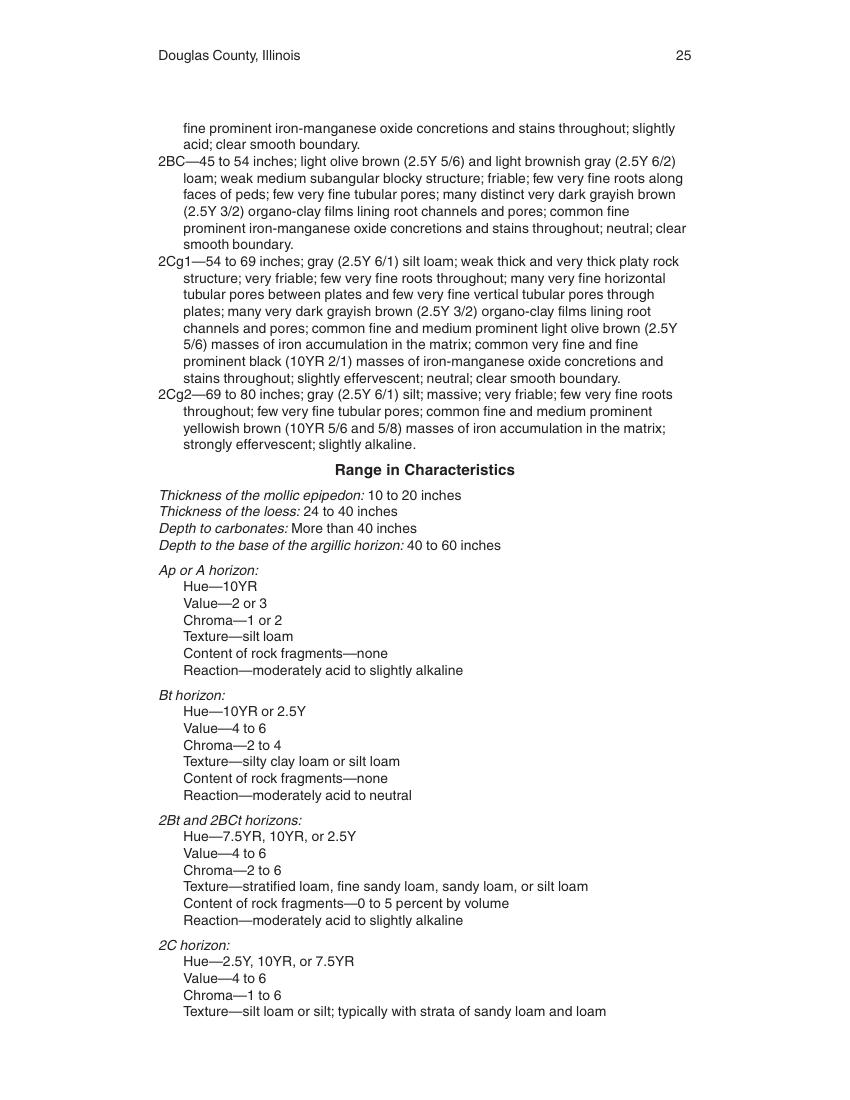 Douglas County, Illinois 25
fine prominent iron-manganese oxide concretions and stains throughout; slightly
acid; clear smooth boundary.
2BC—45 to 54 inches; light olive brown (2.5Y 5/6) and light brownish gray (2.5Y 6/2)
loam; weak medium subangular blocky structure; friable; few very fine roots along
faces of peds; few very fine tubular pores; many distinct very dark grayish brown
(2.5Y 3/2) organo-clay films lining root channels and pores; common fine
prominent iron-manganese oxide concretions and stains throughout; neutral; clear
smooth boundary.
2Cg1—54 to 69 inches; gray (2.5Y 6/1) silt loam; weak thick and very thick platy rock
structure; very friable; few very fine roots throughout; many very fine horizontal
tubular pores between plates and few very fine vertical tubular pores through
plates; many very dark grayish brown (2.5Y 3/2) organo-clay films lining root
channels and pores; common fine and medium prominent light olive brown (2.5Y
5/6) masses of iron accumulation in the matrix; common very fine and fine
prominent black (10YR 2/1) masses of iron-manganese oxide concretions and
stains throughout; slightly effervescent; neutral; clear smooth boundary.
2Cg2—69 to 80 inches; gray (2.5Y 6/1) silt; massive; very friable; few very fine roots
throughout; few very fine tubular pores; common fine and medium prominent
yellowish brown (10YR 5/6 and 5/8) masses of iron accumulation in the matrix;
strongly effervescent; slightly alkaline.
Range in Characteristics
Thickness of the mollic epipedon: 10 to 20 inches
Thickness of the loess: 24 to 40 inches
Depth to carbonates: More than 40 inches
Depth to the base of the argillic horizon: 40 to 60 inches
Ap or A horizon:
Hue—10YR
Value—2 or 3
Chroma—1 or 2
Texture—silt loam
Content of rock fragments—none
Reaction—moderately acid to slightly alkaline
Bt horizon:
Hue—10YR or 2.5Y
Value—4 to 6
Chroma—2 to 4
Texture—silty clay loam or silt loam
Content of rock fragments—none
Reaction—moderately acid to neutral
2Bt and 2BCt horizons:
Hue—7.5YR, 10YR, or 2.5Y
Value—4 to 6
Chroma—2 to 6
Texture—stratified loam, fine sandy loam, sandy loam, or silt loam
Content of rock fragments—0 to 5 percent by volume
Reaction—moderately acid to slightly alkaline
2C horizon:
Hue—2.5Y, 10YR, or 7.5YR
Value—4 to 6
Chroma—1 to 6
Texture—silt loam or silt; typically with strata of sandy loam and loam